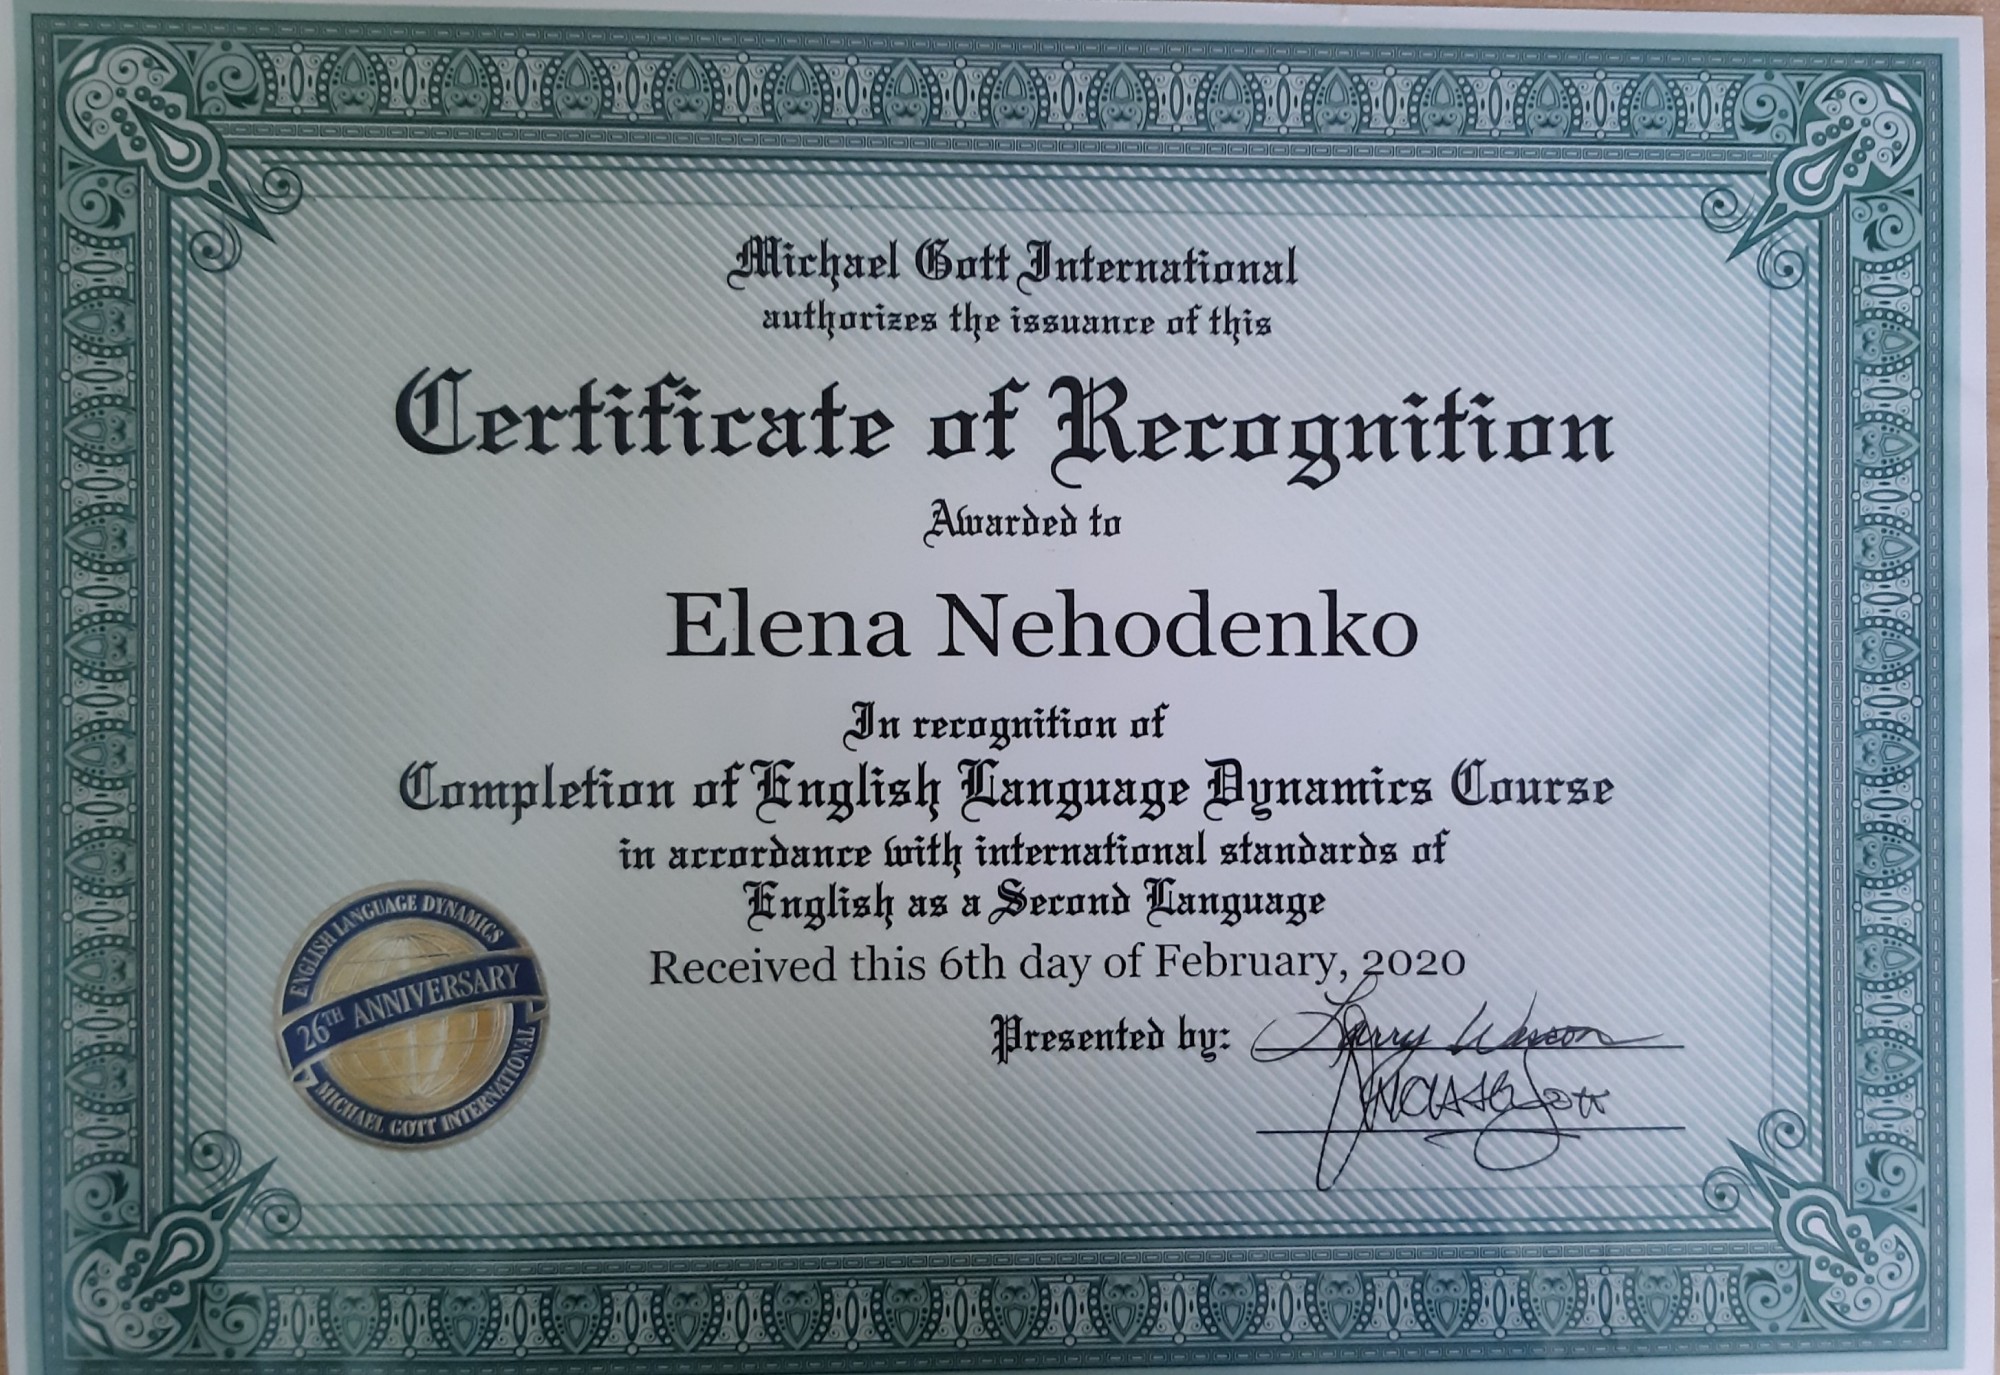 Michael Gott International
authorizes the issuance of this
Certificate of Recognition
Awarded to
Elena Nehodenko
In recognition of
Completion of English Language Dynamics Course
in accordance with international standards of
English as a Second Language
Received this 6th day of February, 2020
Presented by:
Larry
Gott
ENGLISH LANGUAGE DYNAMICS
26TH ANNIVERSARY
MICHAEL GOTT INTERNATIONAL